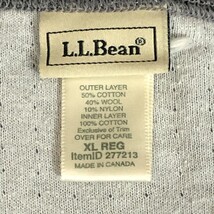 L.L.Bean®
OUTER LAYER
50% COTTON
40% WOOL
10% NYLON
INNER LAYER
100% COTTON
Exclusive of Trim
OVER FOR CARE
XL REG
ItemID 277213
MADE IN CANADA